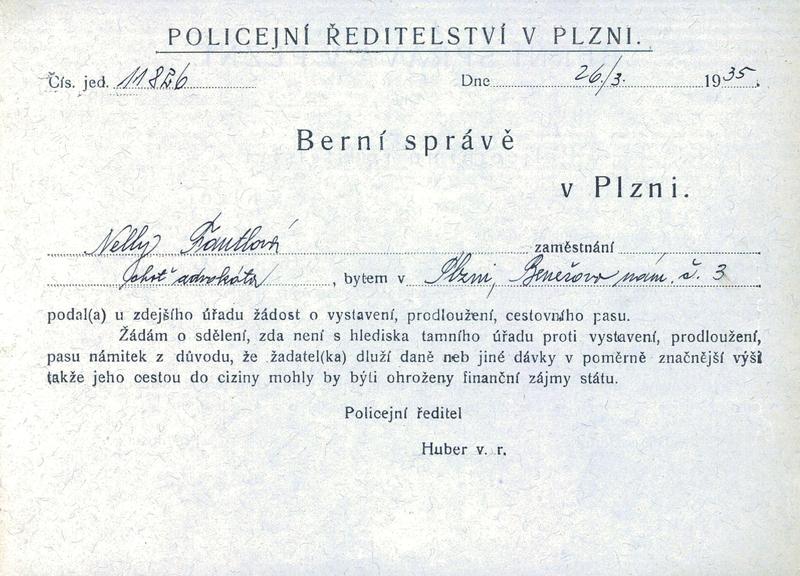 POLICEJNÍ ŘEDITELSTVÍ V PLZNI.
Čís. jed. 11856 Dne 26/3. 1935.
Berní správě
v Plzni.
Nelly Fantlová zaměstnání
choť advokáta, bytem v Plzni, Benešovo nám. č. 3
podal(a) u zdejšího úřadu žádost o vystavení, prodloužení, cestovního pasu.
Žádám o sdělení, zda není s hlediska tamního úřadu proti vystavení, prodloužení,
pasu námitek z důvodu, že žadatel(ka) dluží daně neb jiné dávky v poměrně značnější výši
takže jeho cestou do ciziny mohly by býti ohroženy finanční zájmy státu.
Policejní ředitel
Huber v. r.